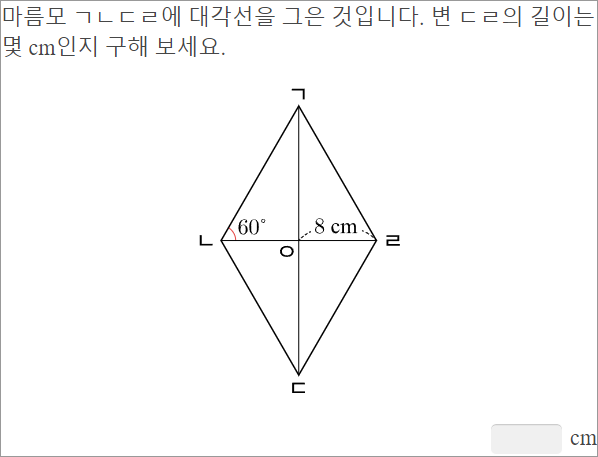 마름모 ㄱㄴㄷㄹ에 대각선을 그은 것입니다. 변 ㄷㄹ의 길이는
몇 cm인지 구해 보세요.
ㄱ
60°
8 cm
ㄴ
ㄹ
ㅇ
ㄷ
cm